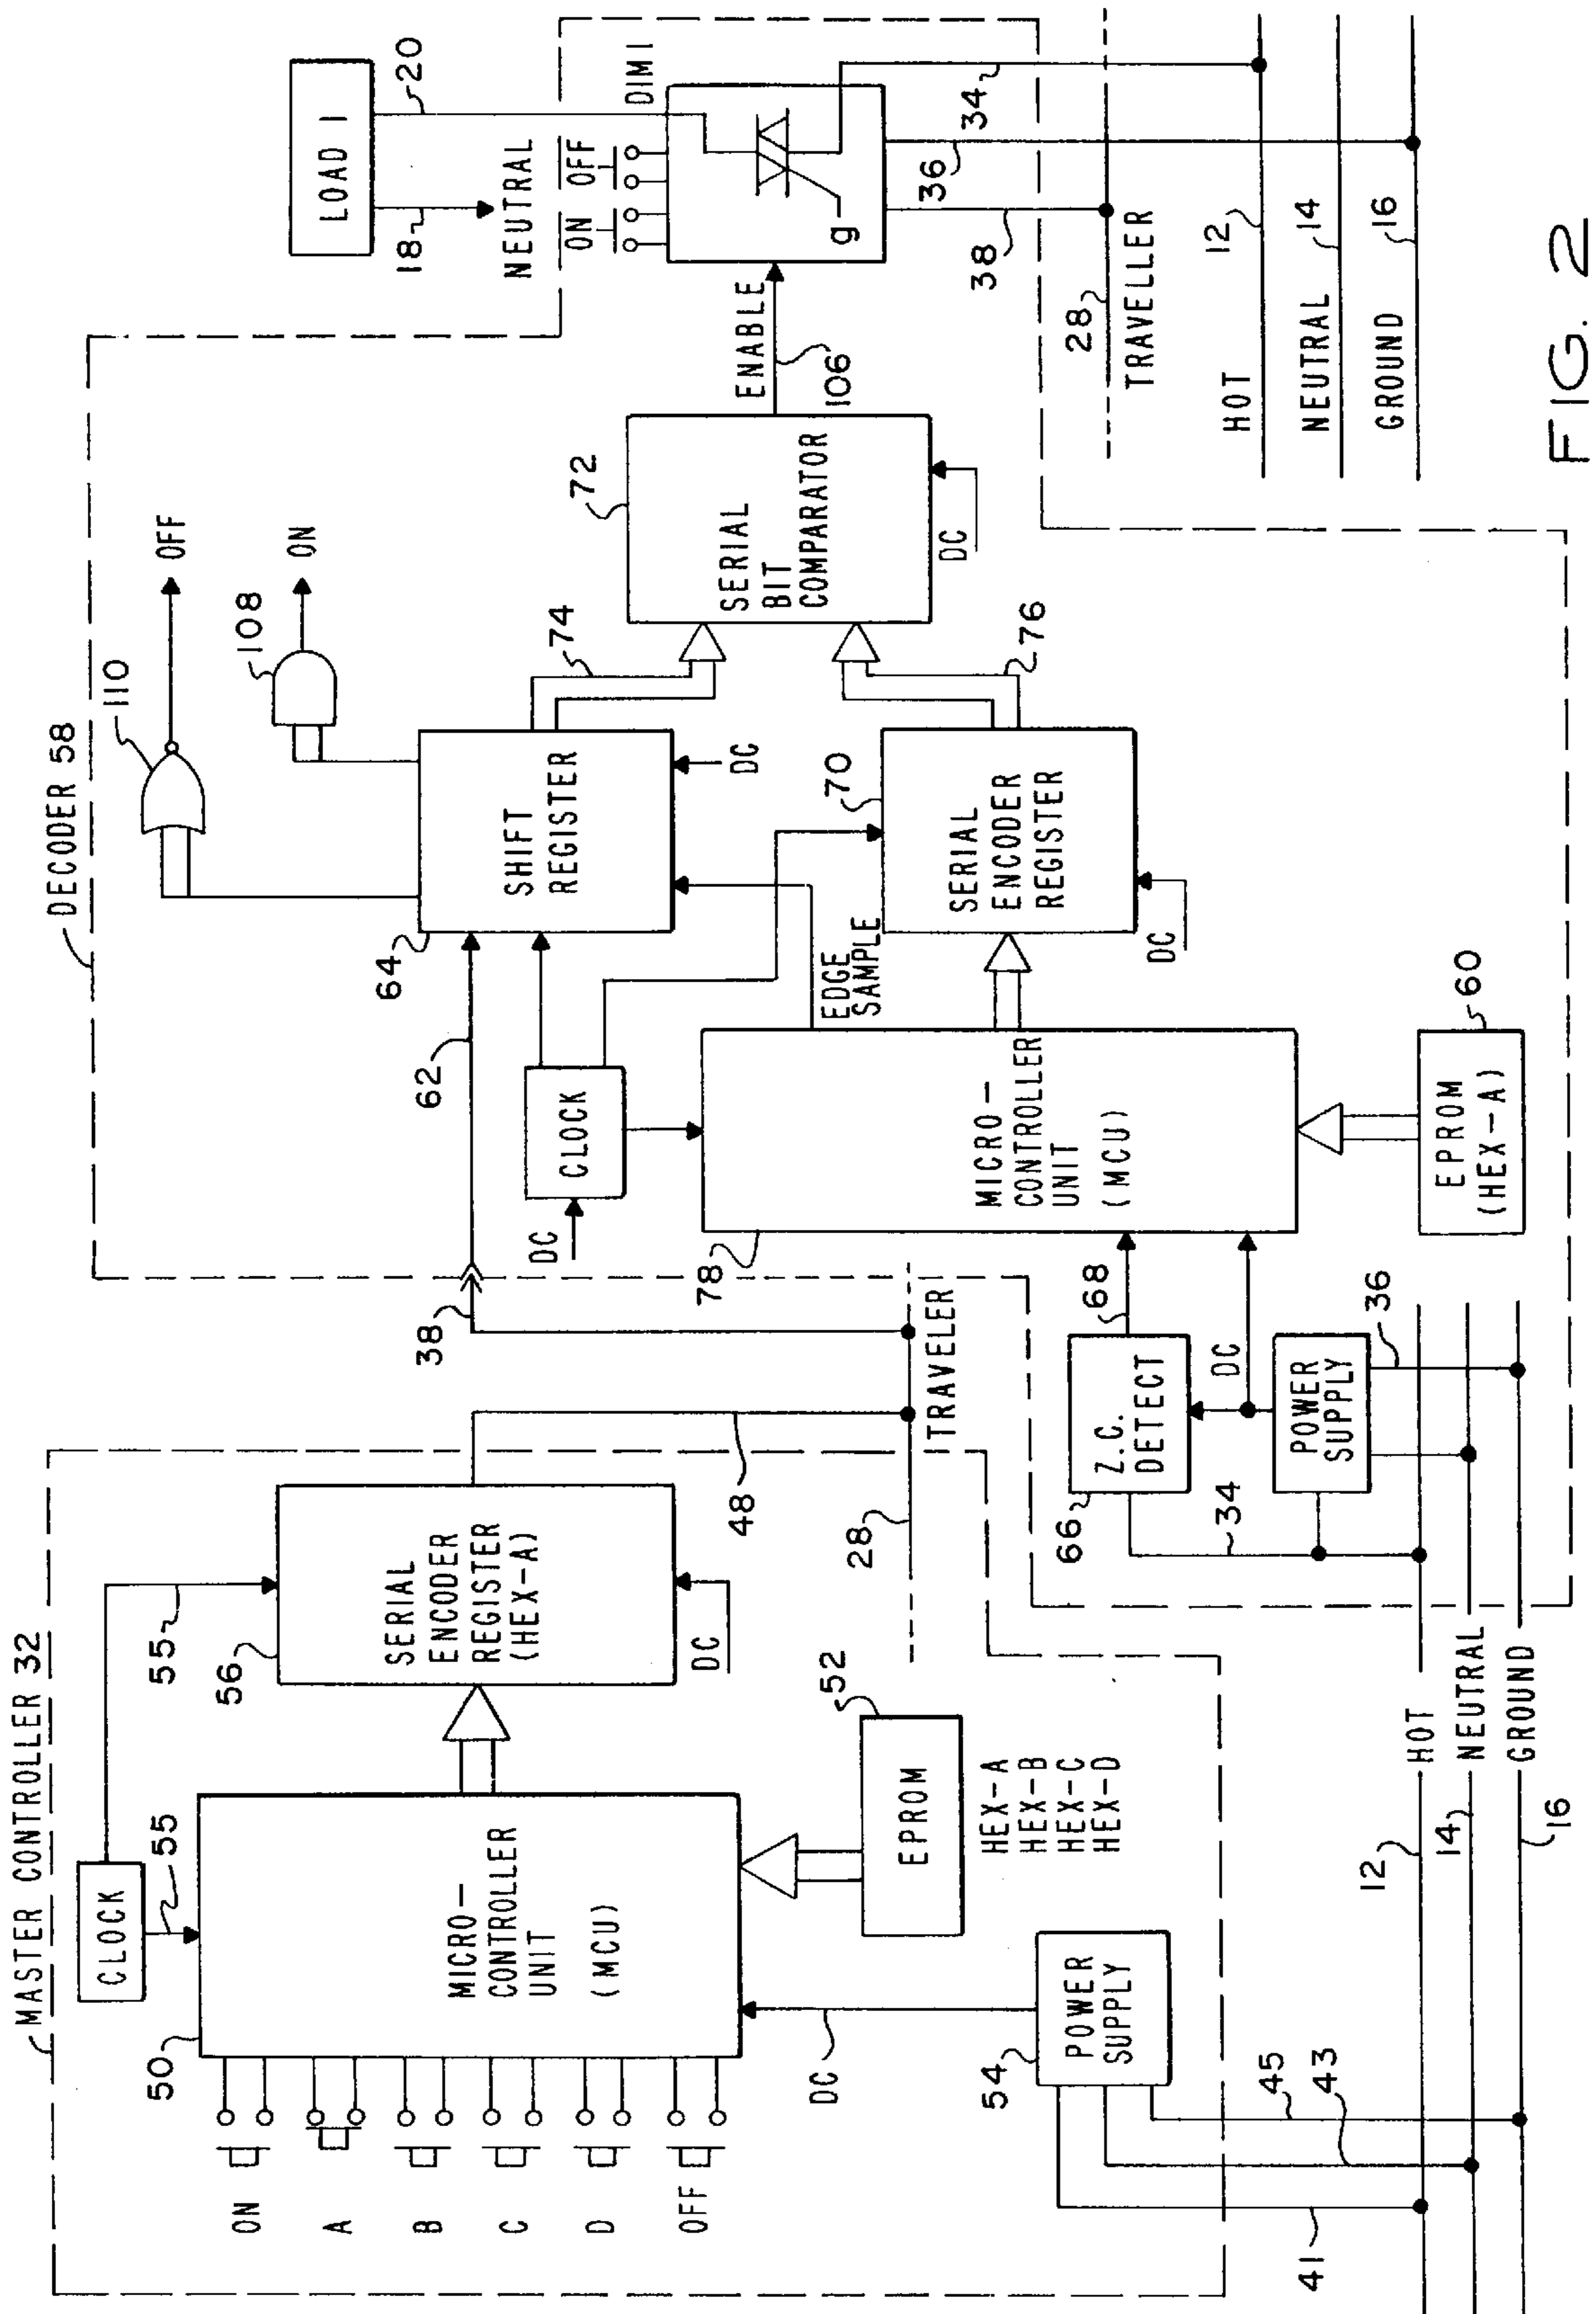 MASTER CONTROLLER 32
CLOCK
55
55
ON
A
B
C
D
OFF
50
MICRO-
CONTROLLER
UNIT
(MCU)
56
SERIAL
ENCODER
REGISTER
(HEX-A)
DC
48
52
EPROM
HEX-A
HEX-B
HEX-C
HEX-D
DC
54
POWER
SUPPLY
41
43
45
12
HOT
14
NEUTRAL
16
GROUND
28
TRAVELER
38
DECODER 58
62
64
SHIFT
REGISTER
DC
110
OFF
108
ON
74
DC
CLOCK
EDGE
SAMPLE
78
MICRO-
CONTROLLER
UNIT
(MCU)
70
SERIAL
ENCODER
REGISTER
DC
76
72
SERIAL
BIT
COMPARATOR
DC
ENABLE
106
66
Z.C.
DETECT
68
DC
34
POWER
SUPPLY
36
60
EPROM
(HEX-A)
LOAD 1
18
20
NEUTRAL
ON
OFF
DIM 1
g
38
36
34
28
TRAVELLER
HOT
12
NEUTRAL
14
GROUND
16
FIG. 2